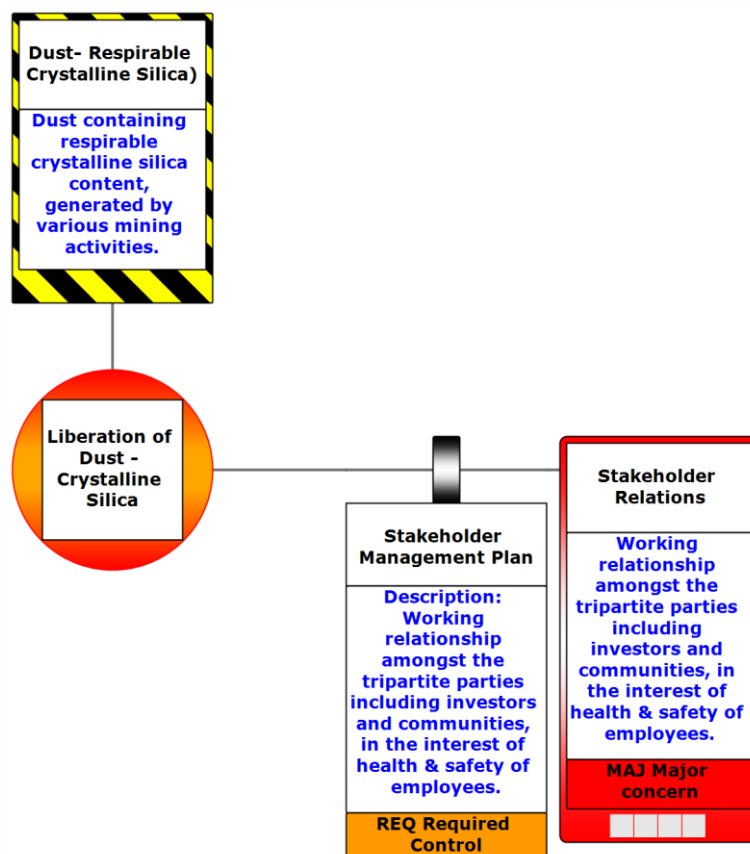 Dust- Respirable
Crystalline Silica)
Dust containing
respirable
crystalline silica
content,
generated by
various mining
activities.
Liberation of
Dust -
Crystalline
Silica
Stakeholder
Management Plan
Description:
Working
relationship
amongst the
tripartite parties
including investors
and communities,
in the interest of
health & safety of
employees.
REQ Required
Control
Stakeholder
Relations
Working
relationship
amongst the
tripartite parties
including
investors and
communities, in
the interest of
health & safety of
employees.
MAJ Major
concern